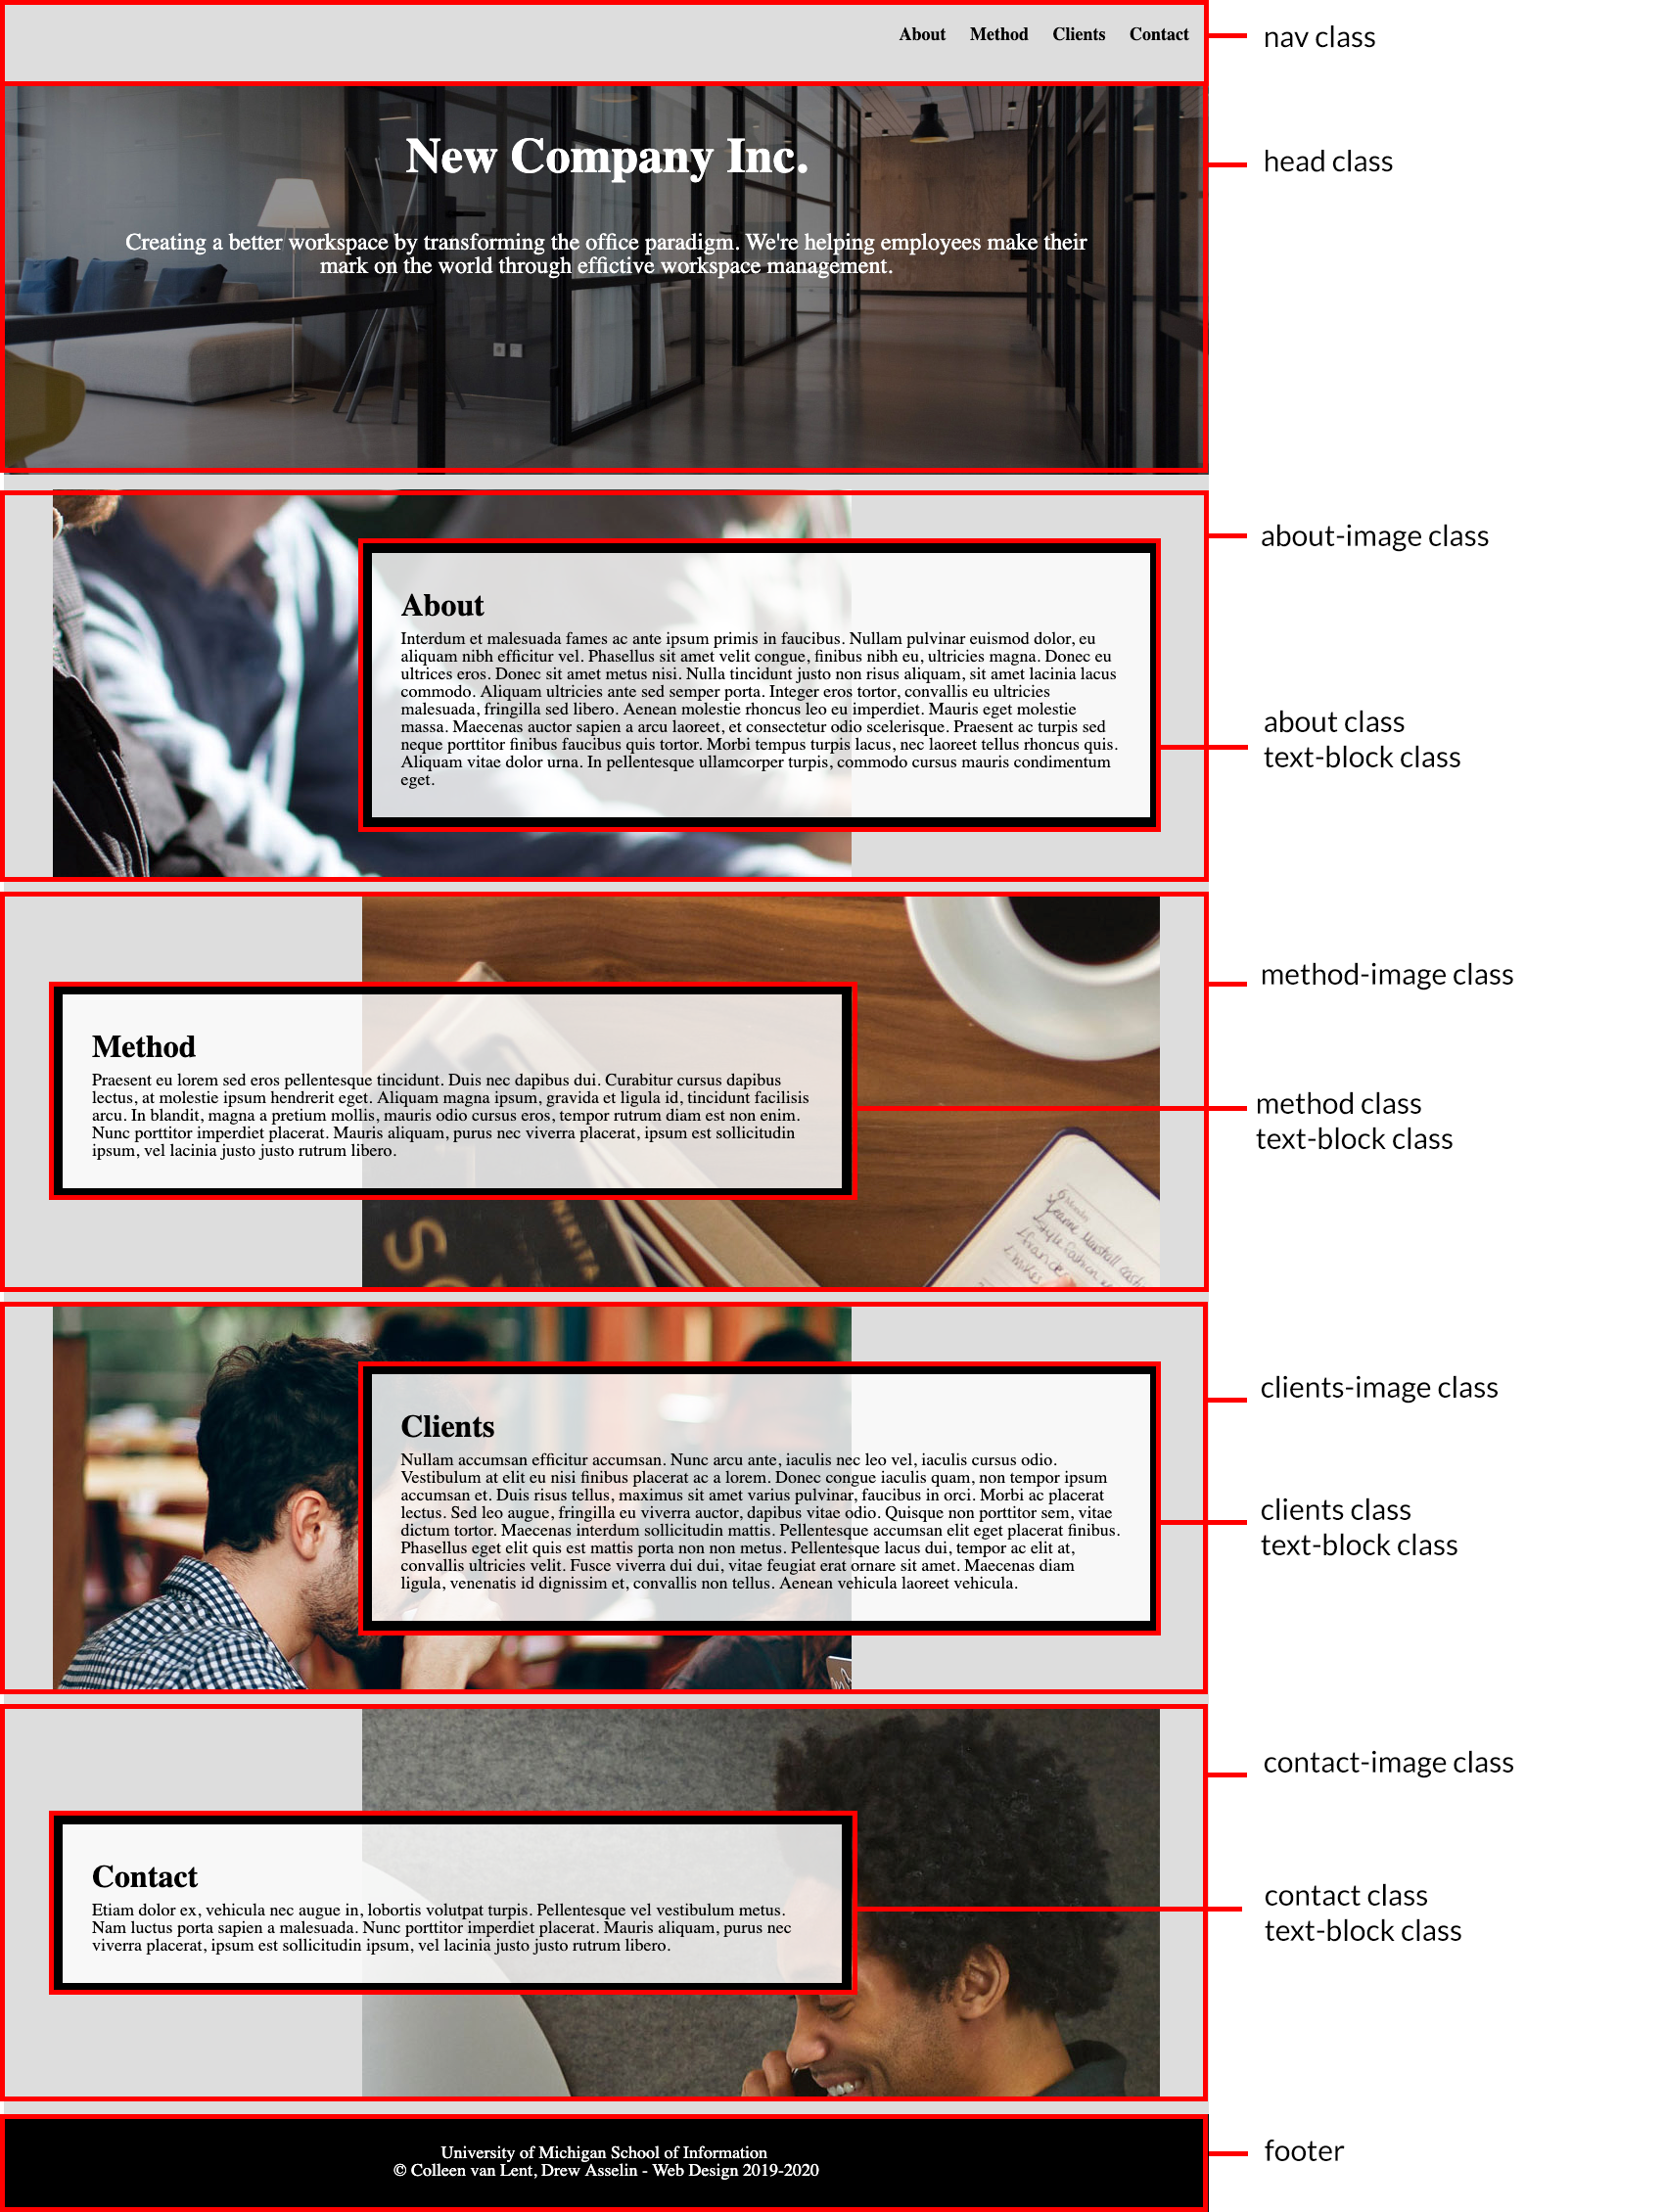 About Method Clients Contact
nav class
New Company Inc.
head class
Creating a better workspace by transforming the office paradigm. We're helping employees make their
mark on the world through effictive workspace management.
about-image class
About
Interdum et malesuada fames ac ante ipsum primis in faucibus. Nullam pulvinar euismod dolor, eu
aliquam nibh efficitur vel. Phasellus sit amet velit congue, finibus nibh eu, ultricies magna. Donec eu
ultrices eros. Donec sit amet metus nisi. Nulla tincidunt justo non risus aliquam, sit amet lacinia lacus
commodo. Aliquam ultricies ante sed semper porta. Integer eros tortor, convallis eu ultricies
malesuada, fringilla sed libero. Aenean molestie rhoncus leo eu imperdiet. Mauris eget molestie
massa. Maecenas auctor sapien a arcu laoreet, et consectetur odio scelerisque. Praesent ac turpis sed
neque porttitor finibus faucibus quis tortor. Morbi tempus turpis lacus, nec laoreet tellus rhoncus quis.
Aliquam vitae dolor urna. In pellentesque ullamcorper turpis, commodo cursus mauris condimentum
eget.
about class
text-block class
method-image class
Method
Praesent eu lorem sed eros pellentesque tincidunt. Duis nec dapibus dui. Curabitur cursus dapibus
lectus, at molestie ipsum hendrerit eget. Aliquam magna ipsum, gravida et ligula id, tincidunt facilisis
arcu. In blandit, magna a pretium mollis, mauris odio cursus eros, tempor rutrum diam est non enim.
Nunc porttitor imperdiet placerat. Mauris aliquam, purus nec viverra placerat, ipsum est sollicitudin
ipsum, vel lacinia justo justo rutrum libero.
method class
text-block class
NIKITA
clients-image class
Clients
Nullam accumsan efficitur accumsan. Nunc arcu ante, iaculis nec leo vel, iaculis cursus odio.
Vestibulum at elit eu nisi finibus placerat ac a lorem. Donec congue iaculis quam, non tempor ipsum
accumsan et. Duis risus tellus, maximus sit amet varius pulvinar, faucibus in orci. Morbi ac placerat
lectus. Sed leo augue, fringilla eu viverra auctor, dapibus vitae odio. Quisque non porttitor sem, vitae
dictum tortor. Maecenas interdum sollicitudin mattis. Pellentesque accumsan elit eget placerat finibus.
Phasellus eget elit quis est mattis porta non non metus. Pellentesque lacus dui, tempor ac elit at,
convallis ultricies velit. Fusce viverra dui dui, vitae feugiat erat ornare sit amet. Maecenas diam
ligula, venenatis id dignissim et, convallis non tellus. Aenean vehicula laoreet vehicula.
clients class
text-block class
contact-image class
Contact
Etiam dolor ex, vehicula nec augue in, lobortis volutpat turpis. Pellentesque vel vestibulum metus.
Nam luctus porta sapien a malesuada. Nunc porttitor imperdiet placerat. Mauris aliquam, purus nec
viverra placerat, ipsum est sollicitudin ipsum, vel lacinia justo justo rutrum libero.
contact class
text-block class
University of Michigan School of Information
© Colleen van Lent, Drew Asselin - Web Design 2019-2020
footer